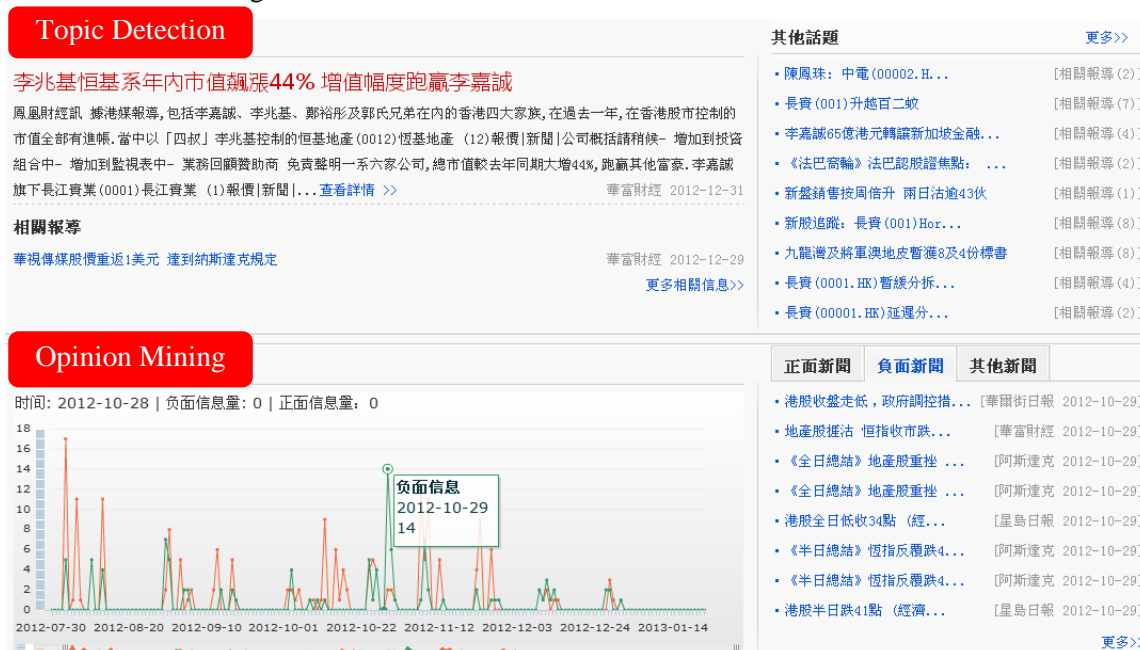 Topic Detection
李兆基恒基系年内市值飆漲44% 增值幅度跑贏李嘉誠
鳳凰財經訊 據港媒報導,包括李嘉誠、李兆基、鄭裕彤及郭氏兄弟在內的香港四大家族,在過去一年,在香港股市控制的
市值全部有進帳.當中以「四叔」李兆基控制的恒基地產(0012)恆基地產 (12)報價|新聞|公司概括請稍候- 增加到投資
組合中- 增加到監視表中- 業務回顧贊助商 免責聲明一系六家公司,總市值較去年同期大增44%,跑贏其他富豪.李嘉誠
旗下長江實業(0001)長江實業 (1)報價|新聞|...查看詳情 >>
華富財經 2012-12-31
相關報導
華視傳媒股價重返1美元 達到納斯達克規定
華富財經 2012-12-29
更多相關信息>>
其他話題
更多>>
陳鳳珠: 中電(00002.H... [相關報導(2)]
長實(001)升越百二蚊 [相關報導(7)]
李嘉誠65億港元轉讓新加坡金融... [相關報導(4)]
《法巴窩輪》法巴認股證焦點: ... [相關報導(2)]
新盤銷售按周倍升 兩日沽逾43伙 [相關報導(1)]
新股追蹤: 長實(001)Hor... [相關報導(8)]
九龍灣及將軍澳地皮暫獲8及4份標書 [相關報導(8)]
長實(0001.HK)暫緩分拆... [相關報導(4)]
長實(00001.HK)延遲分... [相關報導(2)]
Opinion Mining
时间: 2012-10-28 | 负面信息量: 0 | 正面信息量: 0
18
16
14
12
10
8
6
4
2
0
负面信息
2012-10-29
14
2012-07-30 2012-08-20 2012-09-10 2012-10-01 2012-10-22 2012-11-12 2012-12-03 2012-12-24 2013-01-14
正面新聞 負面新聞 其他新聞
港股收盤走低，政府調控措... [華爾街日報 2012-10-29]
地產股捱沽 恒指收市跌... [華富財經 2012-10-29]
《全日總結》地產股重挫 ... [阿斯達克 2012-10-29]
《全日總結》地產股重挫 ... [阿斯達克 2012-10-29]
港股全日低收34點 (經... [星島日報 2012-10-29]
《半日總結》恆指反覆跌4... [阿斯達克 2012-10-29]
《半日總結》恆指反覆跌4... [阿斯達克 2012-10-29]
港股半日跌41點 (經濟... [星島日報 2012-10-29]
更多>>